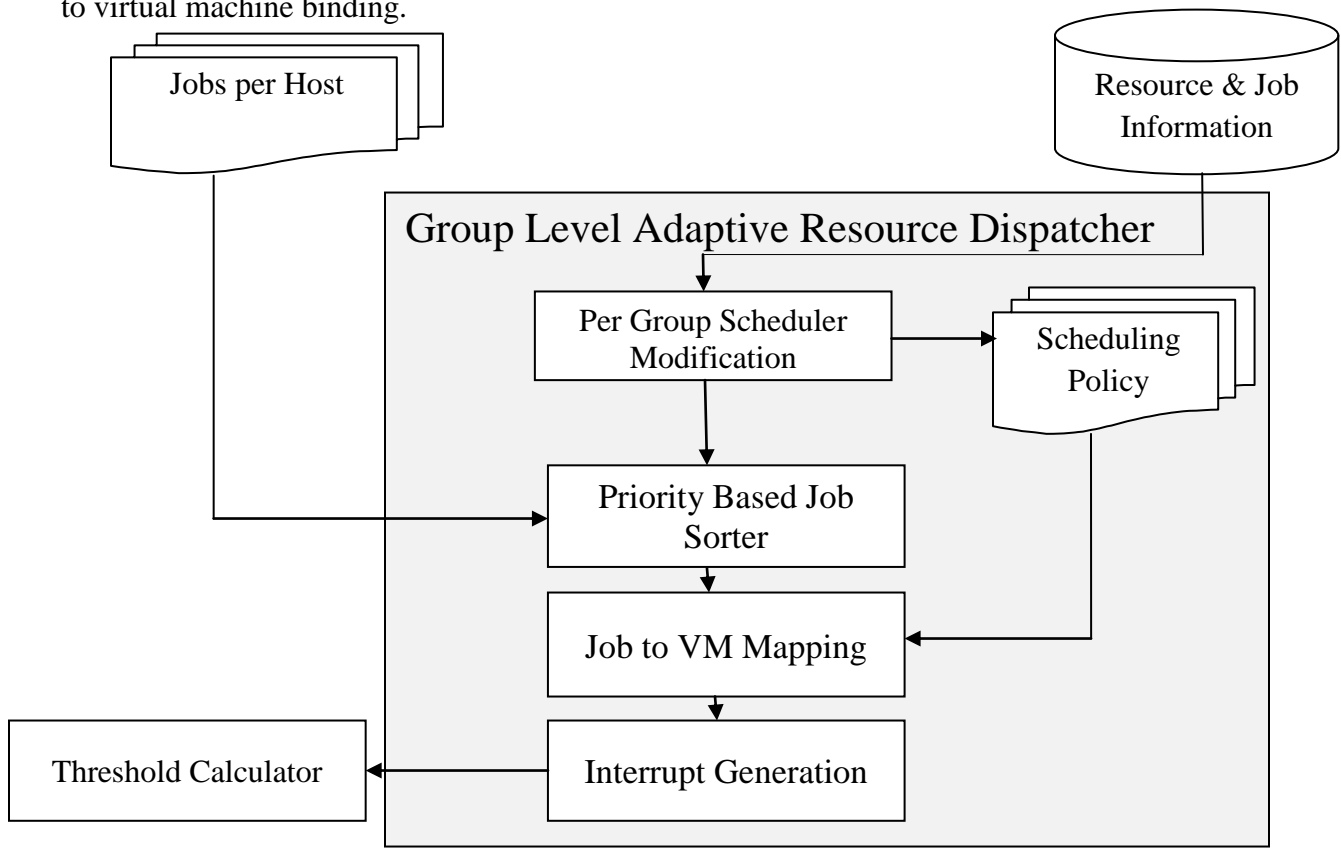 to virtual machine binding.
Jobs per Host
Resource & Job
Information
Group Level Adaptive Resource Dispatcher
Per Group Scheduler
Modification
Scheduling
Policy
Priority Based Job
Sorter
Job to VM Mapping
Threshold Calculator
Interrupt Generation